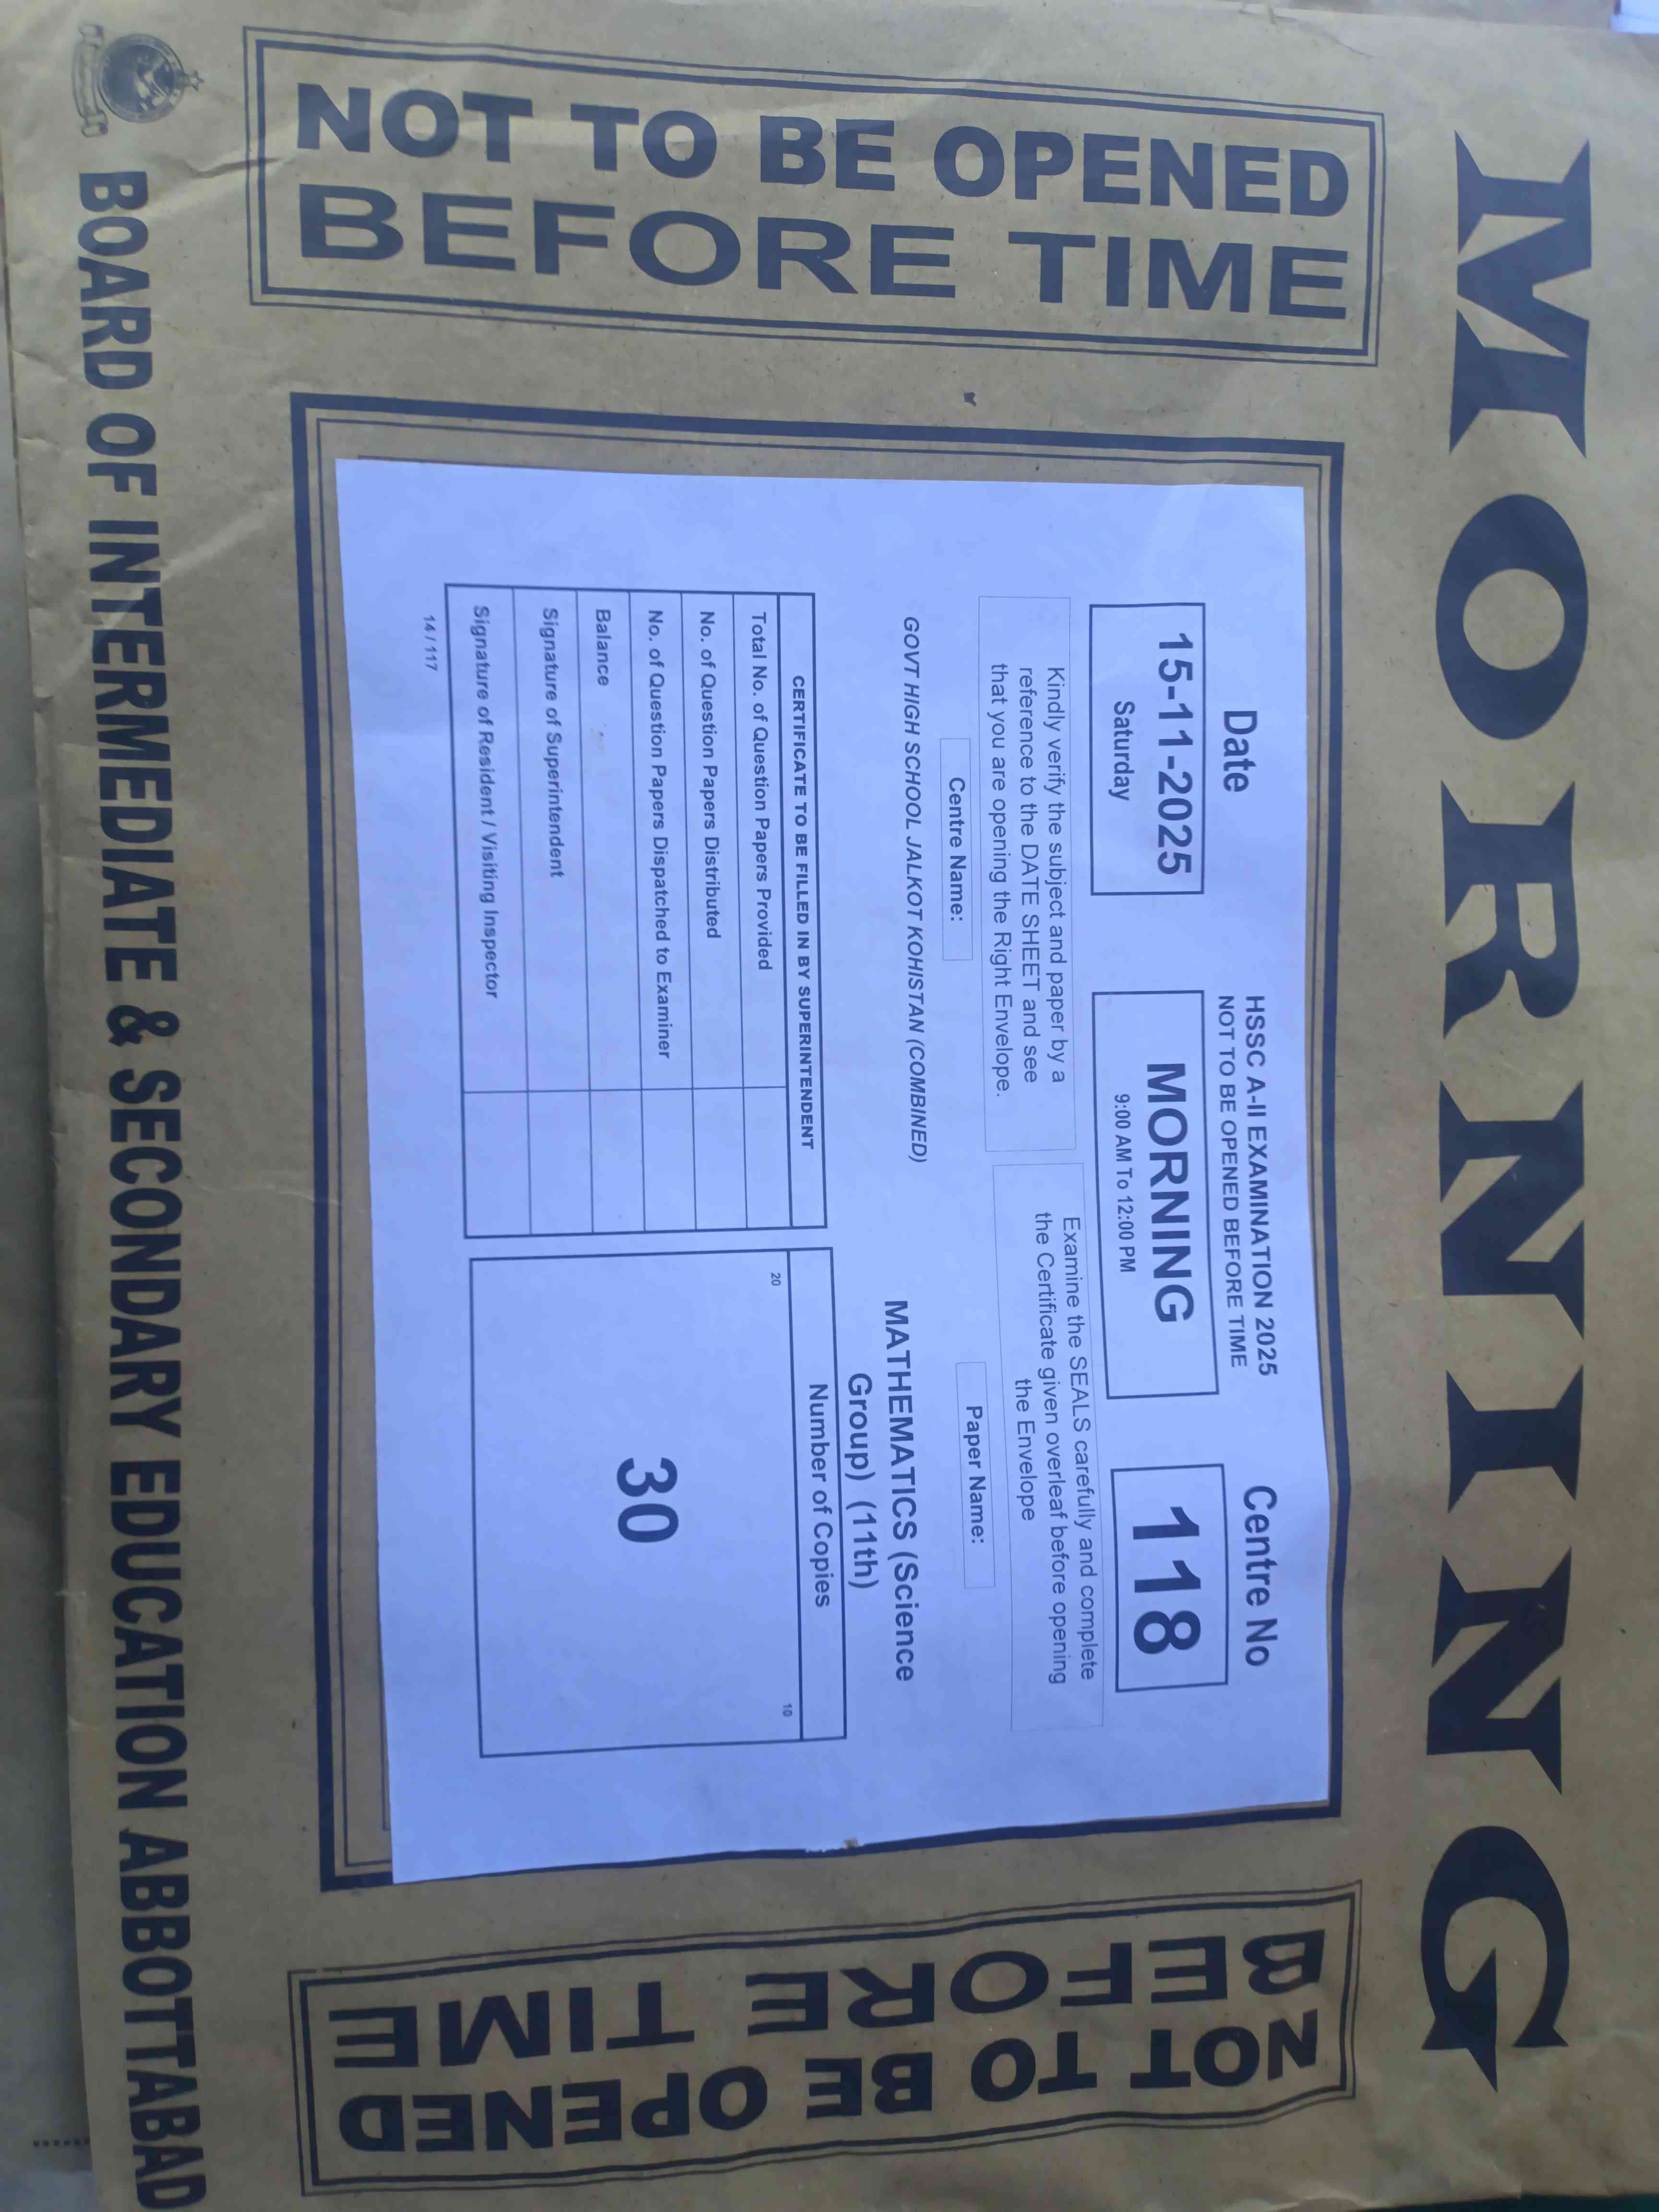 MORNING
NOT TO BE OPENED
BEFORE TIME
HSSC A-II EXAMINATION 2025
NOT TO BE OPENED BEFORE TIME
Date
15-11-2025
Saturday
MORNING
9:00 AM To 12:00 PM
Centre No
118
Kindly verify the subject and paper by a
reference to the DATE SHEET and see
that you are opening the Right Envelope.
Examine the SEALS carefully and complete
the Certificate given overleaf before opening
the Envelope
Centre Name:
GOVT HIGH SCHOOL JALKOT KOHISTAN (COMBINED)
Paper Name:
MATHEMATICS (Science
Group) (11th)
CERTIFICATE TO BE FILLED IN BY SUPERINTENDENT
Total No. of Question Papers Provided
No. of Question Papers Distributed
No. of Question Papers Dispatched to Examiner
Balance
Signature of Superintendent
Signature of Resident / Visiting Inspector
14 / 117
Number of Copies
20
10
30
NOT TO BE OPENED
BEFORE TIME
BOARD OF INTERMEDIATE & SECONDARY EDUCATION ABBOTTABAD